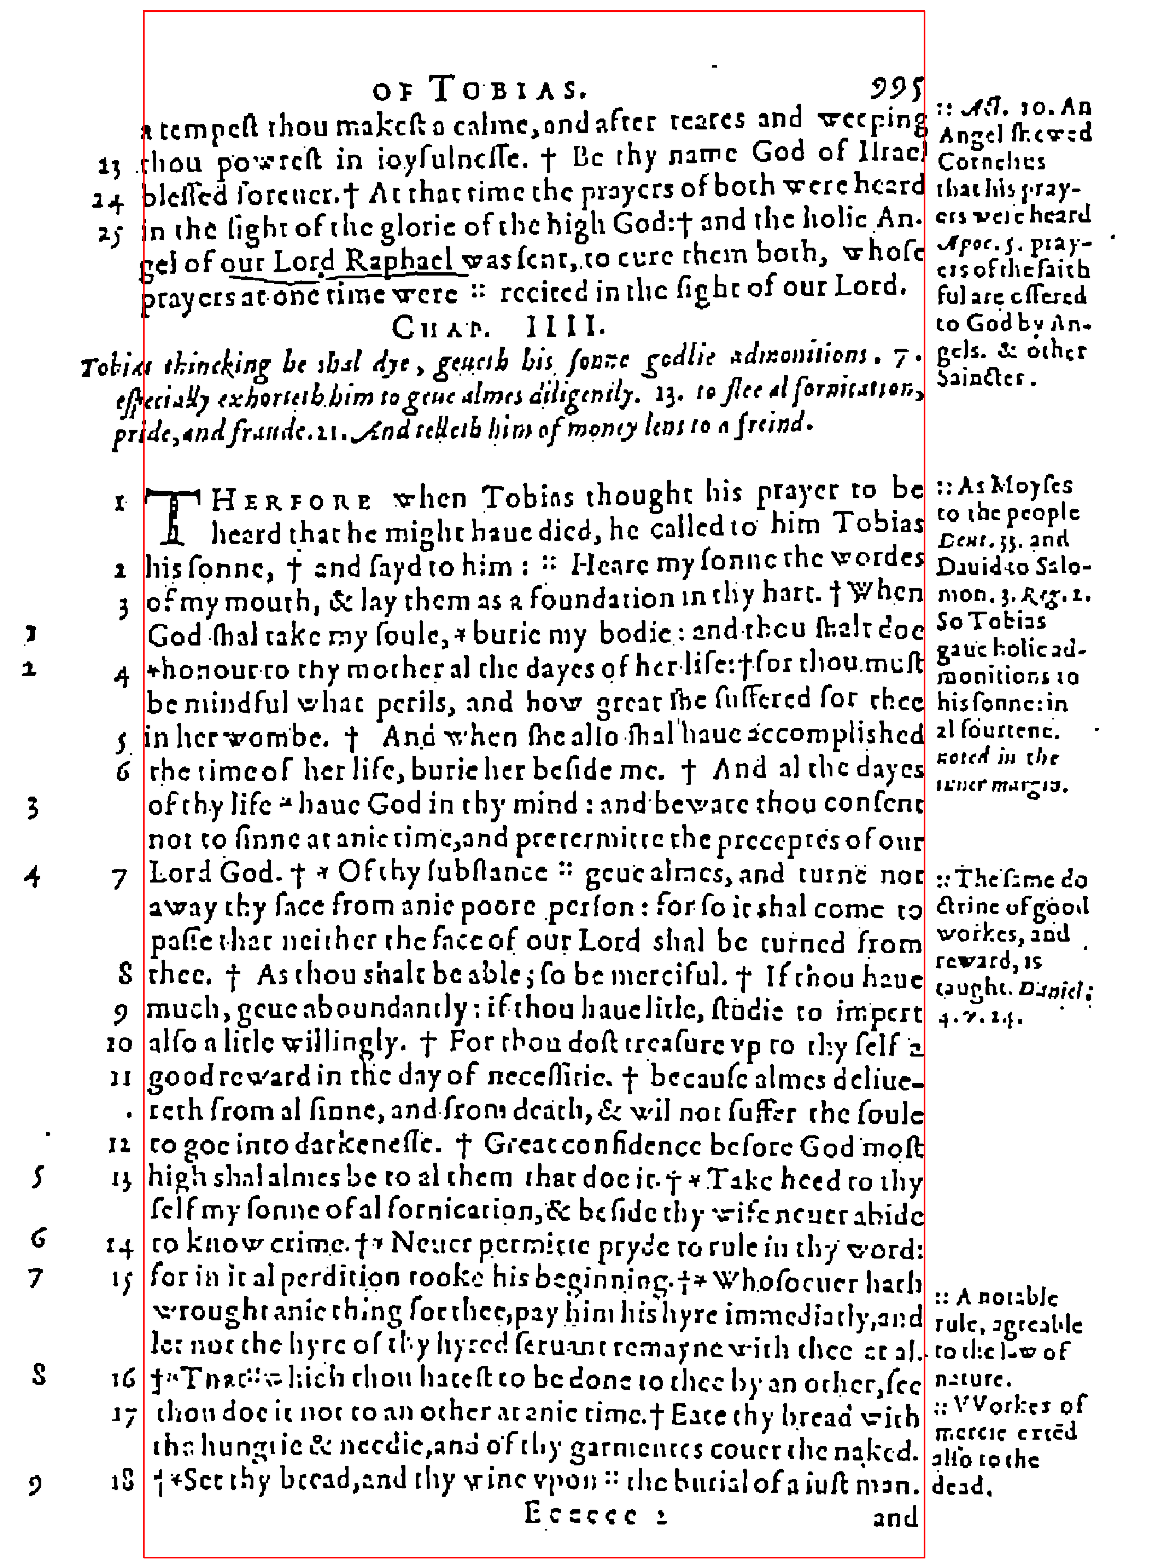 OF TOBIAS. 995
a tempest thou makest a calme, and after teares and weeping
23 thou powrest in ioyfulnesse. † Be thy name God of Israel
24 blessed foreuer. † At that time the prayers of both were heard
25 in the sight of the glorie of the high God: † and the holie An-
gel of our Lord Raphael was sent, to cure them both, whose
prayers at one time were :: recited in the sight of our Lord.
:: Act. 10. An
Angel shewed
Cornelius
that his pray-
ers were heard
Apoc. 5. pray-
ers of the faith
ful are offered
to God by An-
gels. & other
Saincter.
CHAP. IIII.
Tobias thincking he shal dye, geueth his sonne godlie admonitions. 7.
especially exhorteth him to geue almes diligently. 13. to flee al fornication,
pride, and fraude. 21. And telleth him of money lent to a freind.
1 THERFORE when Tobias thought his prayer to be
heard that he might haue died, he called to him Tobias
2 his sonne, † and sayd to him: :: Heare my sonne the wordes
3 of my mouth, & lay them as a foundation in thy hart. † When
1 God shal take my soule, * burie my bodie: and thou shalt doe
2 4 * honour to thy mother al the dayes of her life: † for thou must
be mindful what perils, and how great she suffered for thee
5 in her wombe. † And when she also shal haue accomplished
6 the time of her life, burie her beside me. † And al the dayes
3 of thy life * haue God in thy mind: and beware thou consent
not to sinne at anie time, and pretermitte the preceptes of our
4 7 Lord God. † * Of thy substance :: geue almes, and turne not
away thy face from anie poore person: for so it shal come to
passe that neither the face of our Lord shal be turned from
8 thee. † As thou shalt be able; so be merciful. † If thou haue
9 much, geue aboundantly: if thou haue litle, studie to impert
10 also a litle willingly. † For thou dost treasure vp to thy self a
11 good reward in the day of necessitie. † because almes deliue-
. reth from al sinne, and from death, & wil not suffer the soule
12 to goe into darkenesse. † Great confidence before God most
5 13 high shal almes be to al them that doe it. † * Take heed to thy
self my sonne of al fornication, & beside thy wife neuer abide
6 14 to know crime. † * Neuer permitte pryde to rule in thy word:
7 15 for in it al perdition tooke his beginning. † * Whosoeuer hath
wrought anie thing for thee, pay him his hyre immediatly, and
let not the hyre of thy hyred seruant remayne with thee at al.
8 16 † * That :: which thou hatest to be done to thee by an other, see
17 thou doe it not to an other at anie time. † Eate thy bread with
the hungrie & needie, and of thy garmentes couer the naked.
9 18 † * Set thy bread, and thy wine vpon :: the burial of a iust man.
Eeeeee 2 and
:: As Moyses
to the people
Deut. 33. and
Dauid to Salo-
mon. 3. Reg. 2.
So Tobias
gaue holie ad-
monitions to
his sonne: in
al fourtene.
noted in the
inner margin.
:: The same do
ctrine of good
workes, and
reward, is
taught. Daniel:
4. v. 24.
:: A notable
rule, agreable
to the law of
nature.
:: VVorkes of
mercie extēd
also to the
dead.